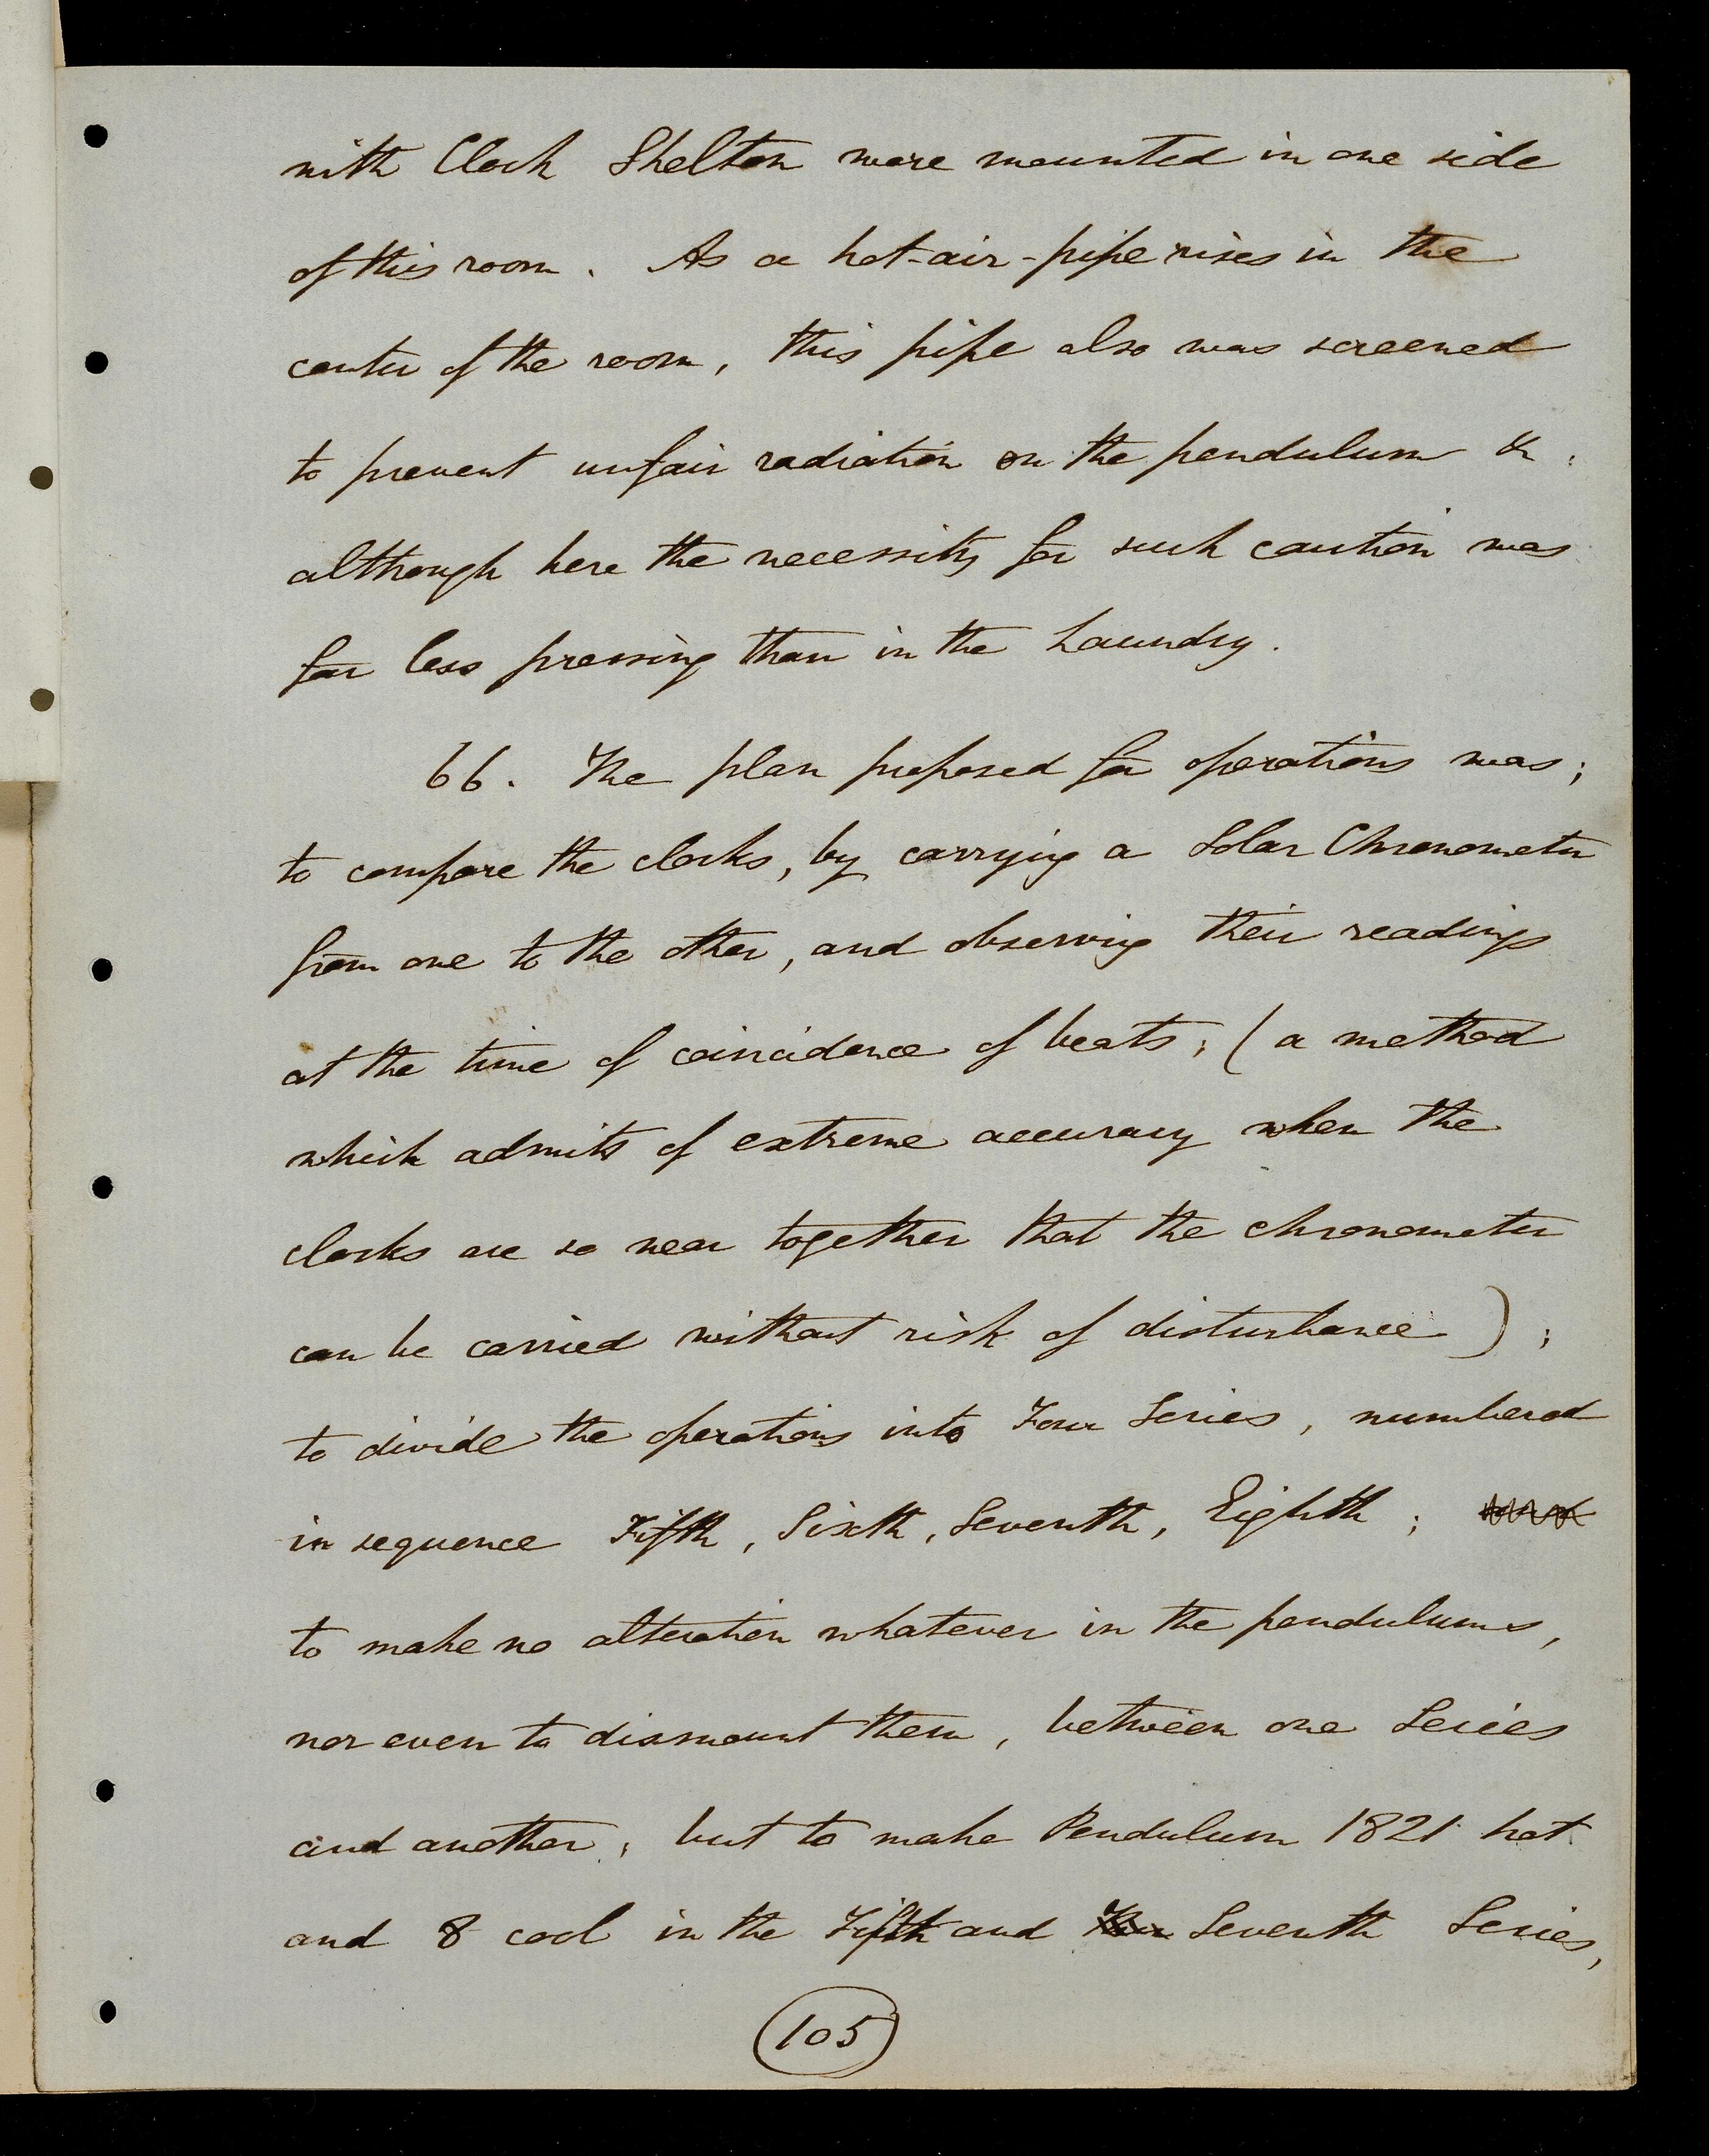 with Clock Shelton were mounted in one side
of this room. As a hot-air-pipe rises in the
center of the room, this pipe also was screened
to prevent unfair radiation on the pendulum &c.
although here the necessity for such caution was
far less pressing than in the Laundry.
66. The plan proposed for operations was;
to compare the clocks, by carrying a Solar Chronometer
from one to the other, and observing their readings
at the time of coincidence of beats; (a method
which admits of extreme accuracy when the
clocks are so near together that the chronometer
can be carried without risk of disturbance);
to divide the operations into Four Series, numbered
in sequence Fifth, Sixth, Seventh, Eighth;
to make no alteration whatever in the pendulums,
nor even to dismount them, between one Series
and another; but to make Pendulum 1821 hot
and 8 cool in the Fifth and Seventh Series,
105